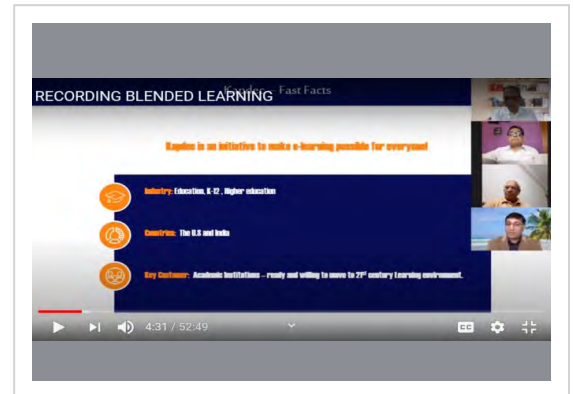 RECORDING BLENDED LEARNING
Fast Facts
Kapdec is an initiative to make e-learning possible for everyone!
Industry: Education, K-12 , Higher education
Countries: The U.S and India
Key Customer: Academic Institutions – ready and willing to move to 21st century Learning environment.
4:31 / 52:49
CC